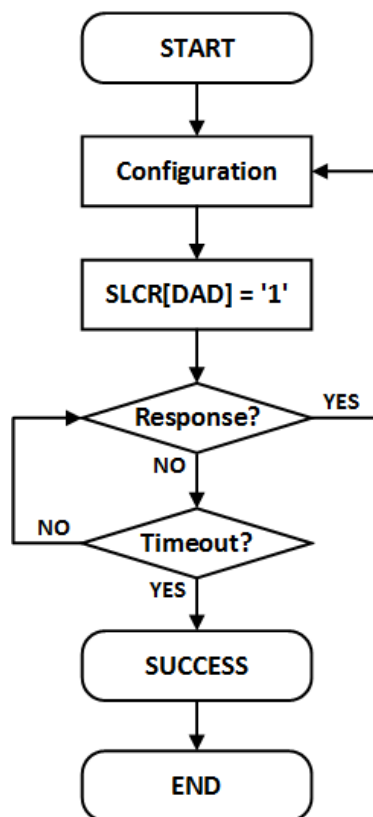 START
Configuration
SLCR[DAD] = '1'
Response?
YES
NO
NO
Timeout?
YES
SUCCESS
END